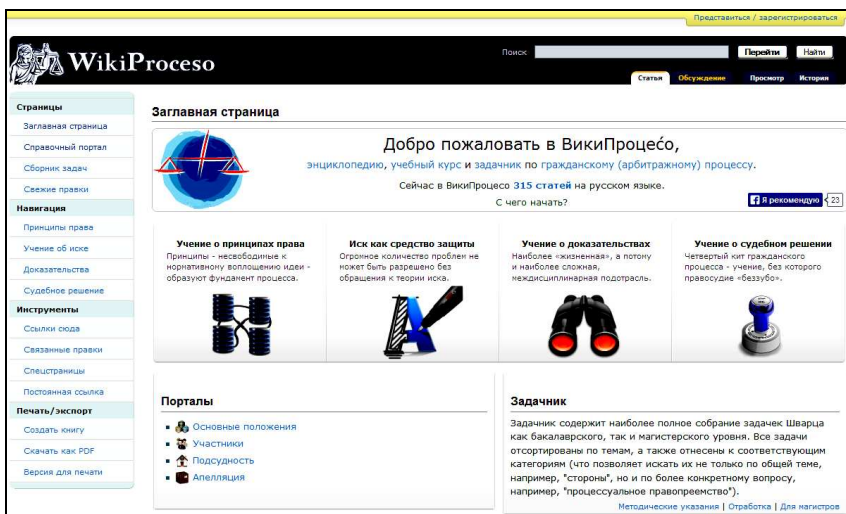 Представиться / зарегистрироваться
WikiProceso
Поиск
Перейти
Найти
Статья
Обсуждение
Просмотр
История
Страницы
Заглавная страница
Справочный портал
Сборник задач
Свежие правки
Навигация
Принципы права
Учение об иске
Доказательства
Судебное решение
Инструменты
Ссылки сюда
Связанные правки
Спецстраницы
Постоянная ссылка
Печать/экспорт
Создать книгу
Скачать как PDF
Версия для печати
Заглавная страница
Добро пожаловать в ВикиПроцесо,
энциклопедию, учебный курс и задачник по гражданскому (арбитражному) процессу.
Сейчас в ВикиПроцесо 315 статей на русском языке.
С чего начать?
Я рекомендую
23
Учение о принципах права
Принципы - несвободные к
нормативному воплощению идеи -
образуют фундамент процесса.
Иск как средство защиты
Огромное количество проблем не
может быть разрешено без
обращения к теории иска.
Учение о доказательствах
Наиболее «жизненная», а потому
и наиболее сложная,
междисциплинарная подотрасль.
Учение о судебном решении
Четвертый кит гражданского
процесса - учение, без которого
правосудие «беззубо».
Порталы
Основные положения
Участники
Подсудность
Апелляция
Задачник
Задачник содержит наиболее полное собрание задачек Шварца
как бакалаврского, так и магистерского уровня. Все задачи
отсортированы по темам, а также отнесены к соответствующим
категориям (что позволяет искать их не только по общей теме,
например, "стороны", но и по более конкретному вопросу,
например, "процессуальное правопреемство").
Методические указания | Отработка | Для магистров